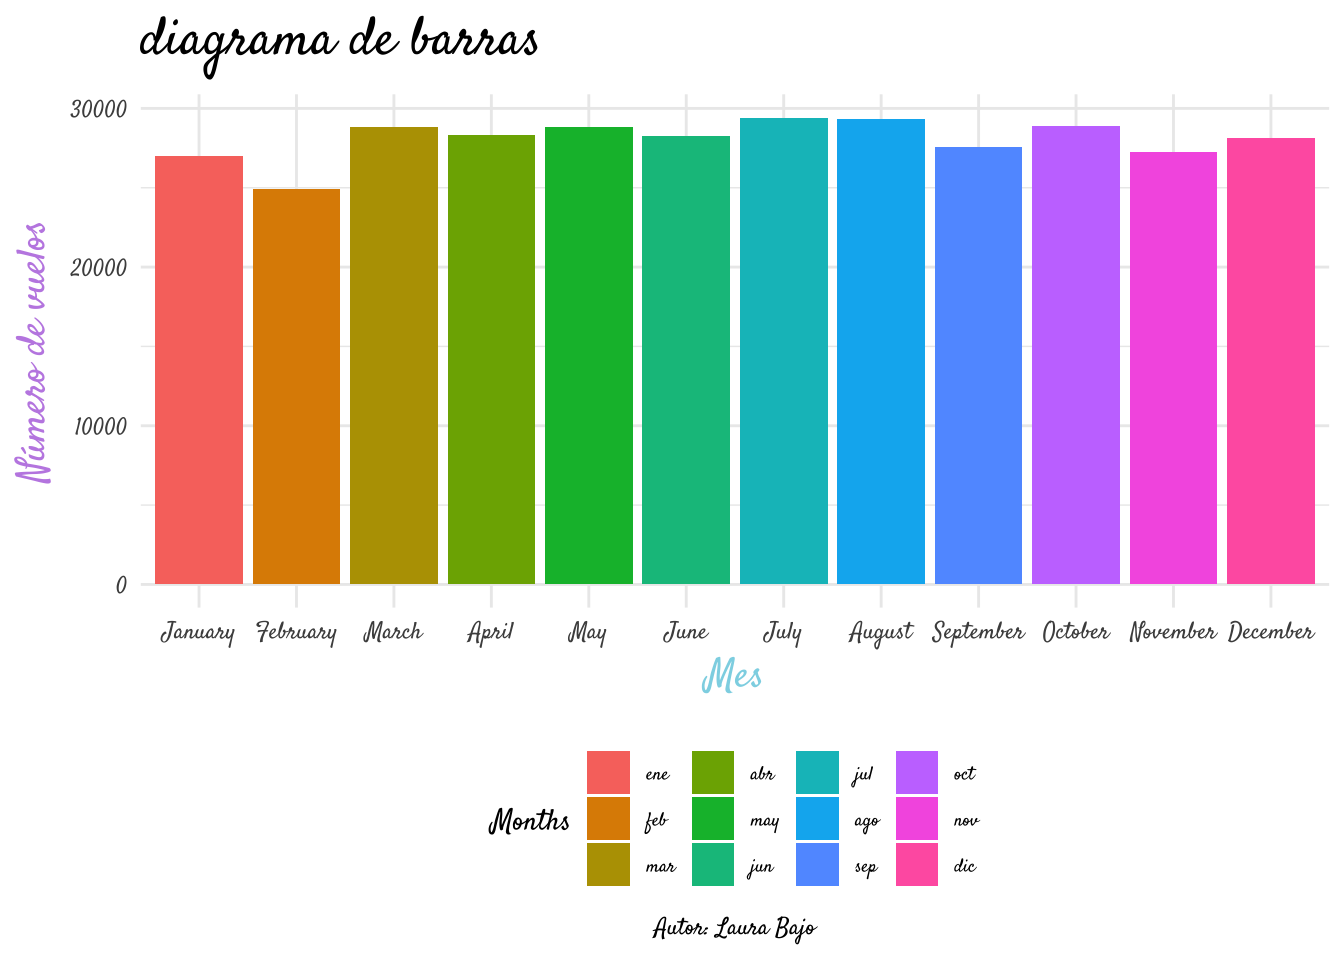 diagrama de barras
30000
20000
10000
0
Número de vuelos
January February March April May June July August September October November December
Mes
Months
ene abr jul oct
feb may ago nov
mar jun sep dic
Autor: Laura Bajo